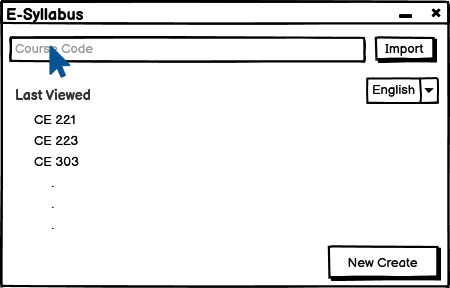 E-Syllabus
Course Code
Import
English
Last Viewed
CE 221
CE 223
CE 303
.
.
.
New Create